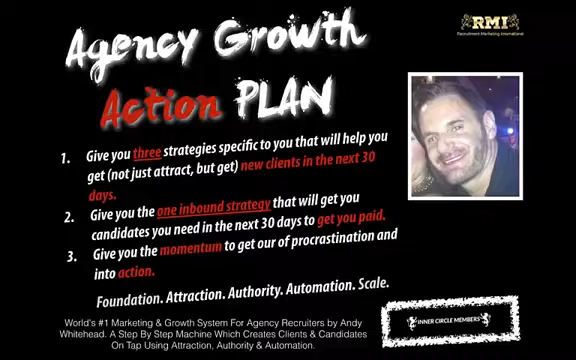 Agency Growth
Action PLAN
RMI
Recruitment Marketing International
1. Give you three strategies specific to you that will help you
get (not just attract, but get) new clients in the next 30
days.
2. Give you the one inbound strategy that will get you
candidates you need in the next 30 days to get you paid.
3. Give you the momentum to get our of procrastination and
into action.
Foundation. Attraction. Authority. Automation. Scale.
World's #1 Marketing & Growth System For Agency Recruiters by Andy
Whitehead. A Step By Step Machine Which Creates Clients & Candidates
On Tap Using Attraction, Authority & Automation.
INNER CIRCLE MEMBERS